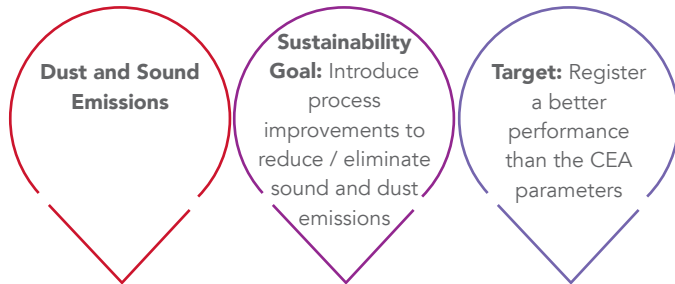 Dust and Sound
Emissions
Sustainability
Goal: Introduce
process
improvements to
reduce / eliminate
sound and dust
emissions
Target: Register
a better
performance
than the CEA
parameters